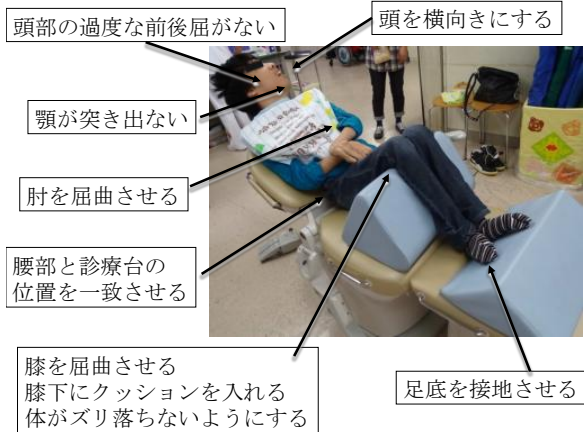 頭部の過度な前後屈がない
頭を横向きにする
顎が突き出ない
肘を屈曲させる
腰部と診療台の
位置を一致させる
膝を屈曲させる
膝下にクッションを入れる
体がズリ落ちないようにする
足底を接地させる